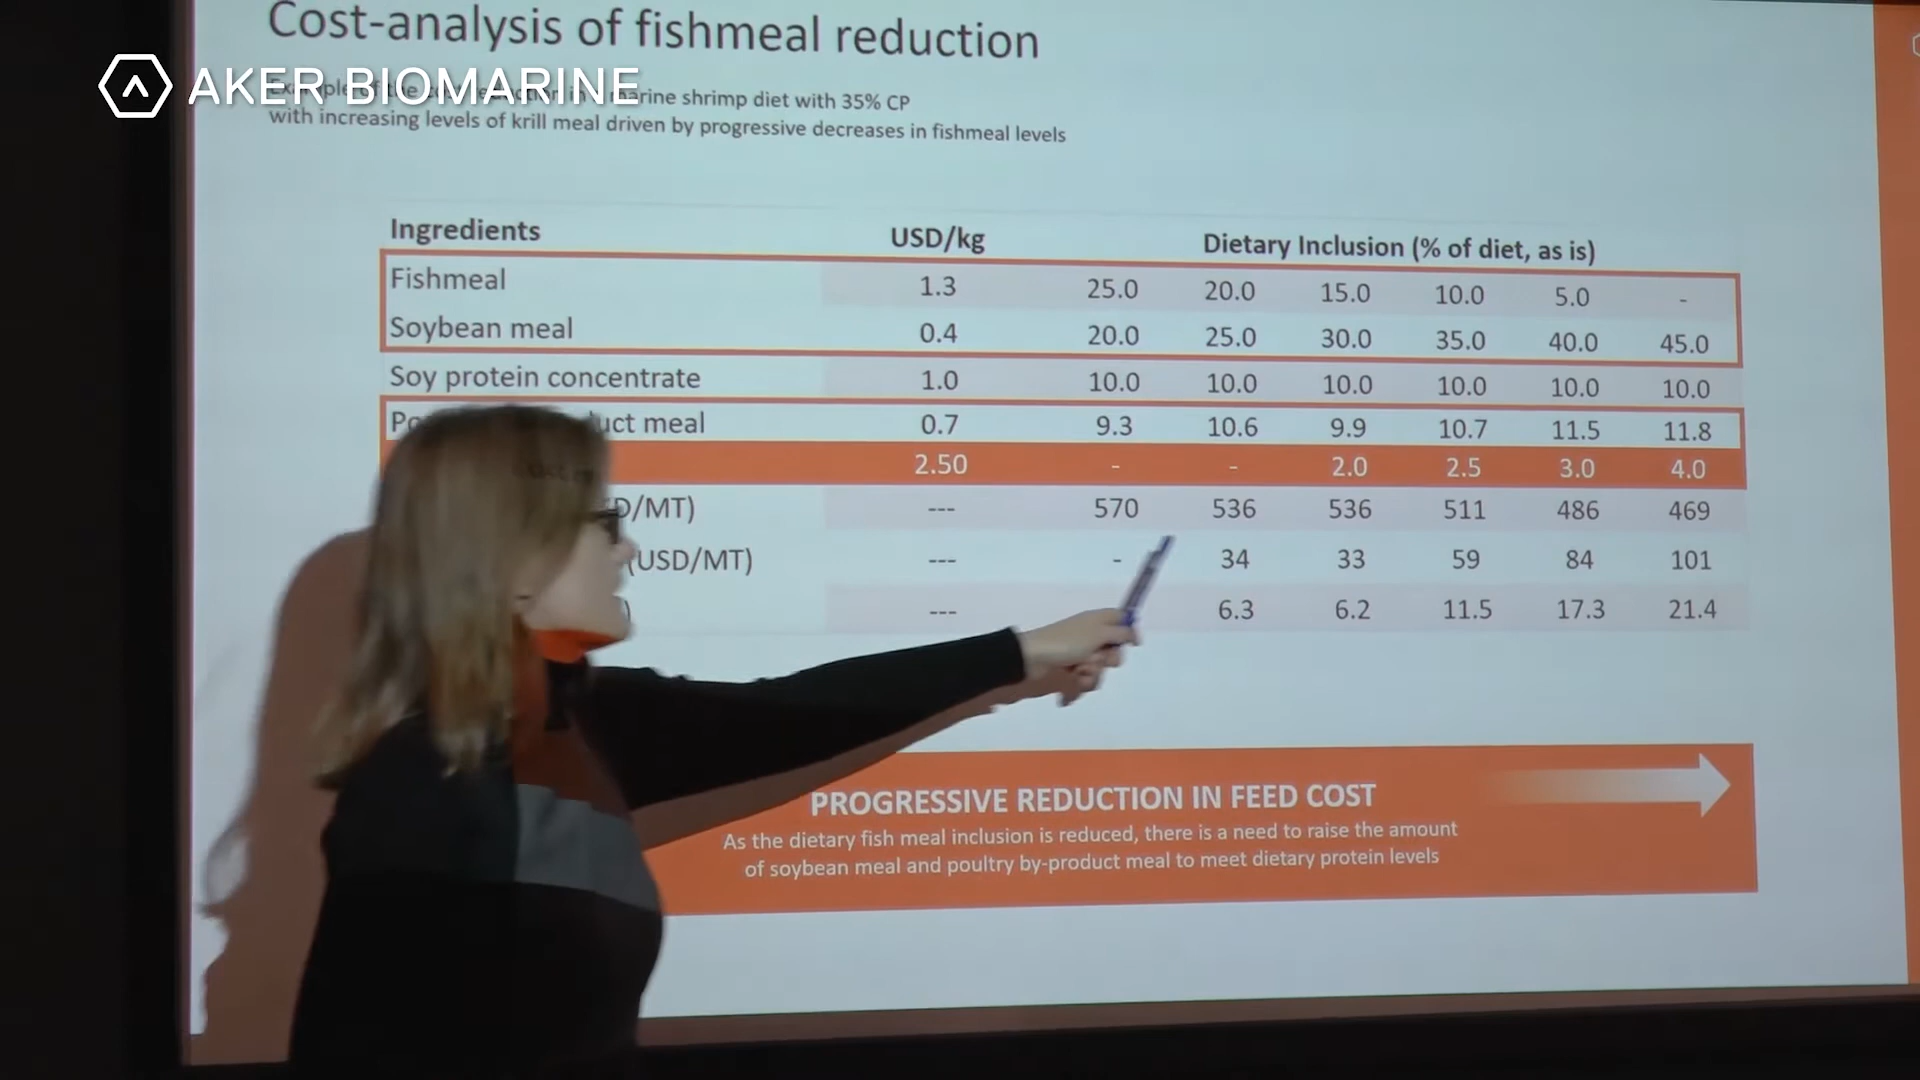 Cost-analysis of fishmeal reduction
AKER BIOMARINE
marine shrimp diet with 35% CP
with increasing levels of krill meal driven by progressive decreases in fishmeal levels
Ingredients USD/kg Dietary Inclusion (% of diet, as is)
Fishmeal 1.3 25.0 20.0 15.0 10.0 5.0 -
Soybean meal 0.4 20.0 25.0 30.0 35.0 40.0 45.0
Soy protein concentrate 1.0 10.0 10.0 10.0 10.0 10.0 10.0
meal 0.7 9.3 10.6 9.9 10.7 11.5 11.8
2.50 - - 2.0 2.5 3.0 4.0
D/MT) --- 570 536 536 511 486 469
(USD/MT) --- - 34 33 59 84 101
) --- 6.3 6.2 11.5 17.3 21.4
PROGRESSIVE REDUCTION IN FEED COST
As the dietary fish meal inclusion is reduced, there is a need to raise the amount
of soybean meal and poultry by-product meal to meet dietary protein levels